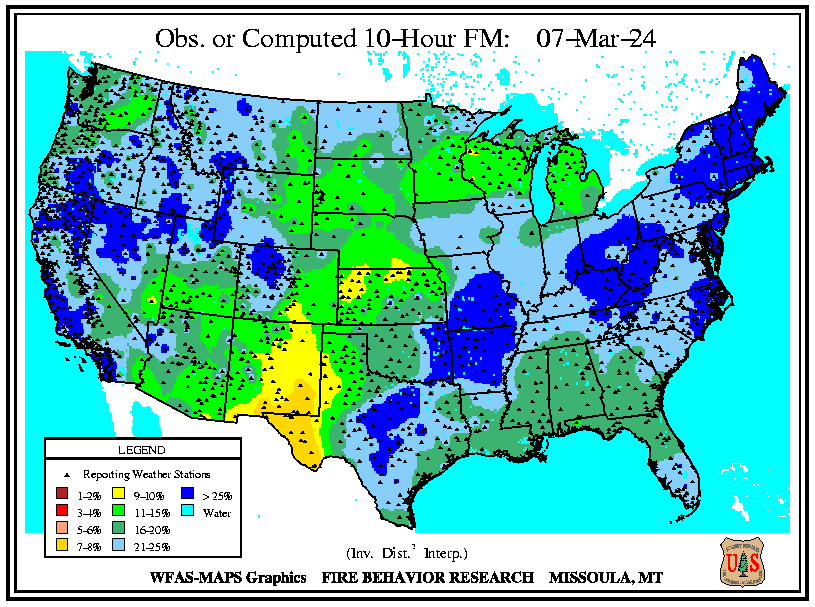 Obs. or Computed 10-Hour FM: 07-Mar-24
LEGEND
Reporting Weather Stations
1-2% 9-10% > 25%
3-4% 11-15% Water
5-6% 16-20%
7-8% 21-25%
(Inv. Dist.² Interp.)
WFAS-MAPS Graphics FIRE BEHAVIOR RESEARCH MISSOULA, MT
U S